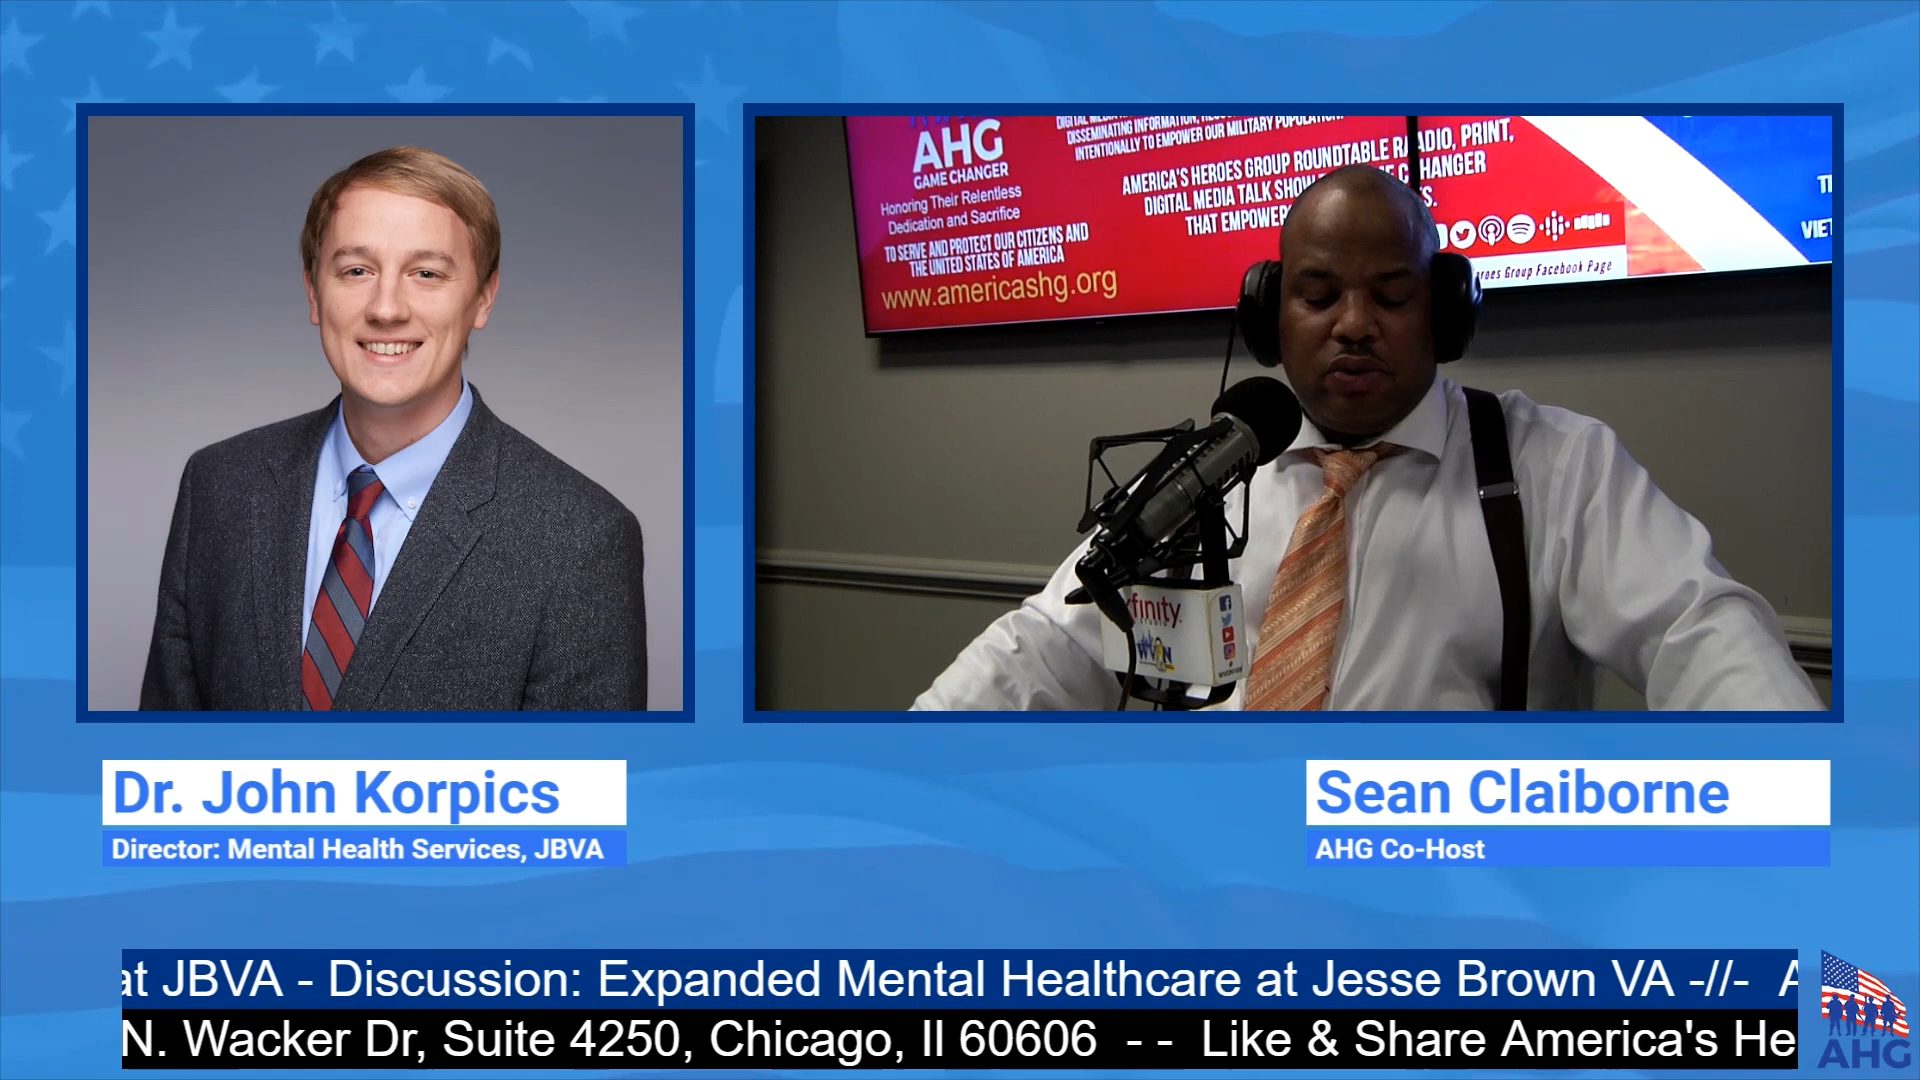 AHG
GAME CHANGER
Honoring Their Relentless
Dedication and Sacrifice
TO SERVE AND PROTECT OUR CITIZENS AND
THE UNITED STATES OF AMERICA
www.americashg.org
DISSEMINATING INFORMATION,
INTENTIONALLY TO EMPOWER OUR MILITARY POPULATION.
AMERICA'S HEROES GROUP ROUNDTABLE RADIO, PRINT,
DIGITAL MEDIA TALK SHOW CHANGER
THAT EMPOWER
Group Facebook Page
xfinity
Dr. John Korpics
Director: Mental Health Services, JBVA
Sean Claiborne
AHG Co-Host
at JBVA - Discussion: Expanded Mental Healthcare at Jesse Brown VA -//- A
N. Wacker Dr, Suite 4250, Chicago, Il 60606 - - Like & Share America's He
AHG